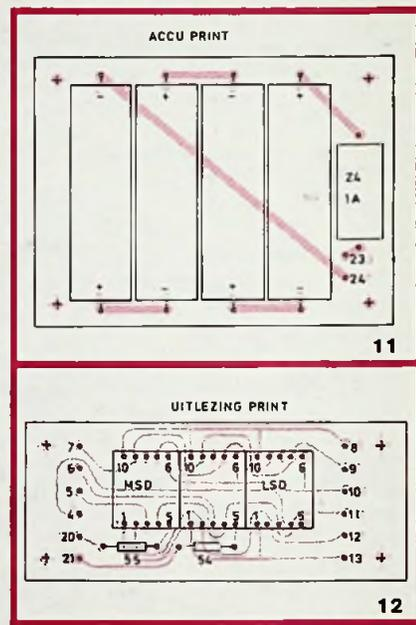 ACCU PRINT
- + - +
Z4
1A
23
24
+ - + -
11
UITLEZING PRINT
7 10 6 10 6 10 6 8
6 9
MSD LSD
5 10
4 1 5 1 5 1 5 11
20 12
21 55 54 13
12